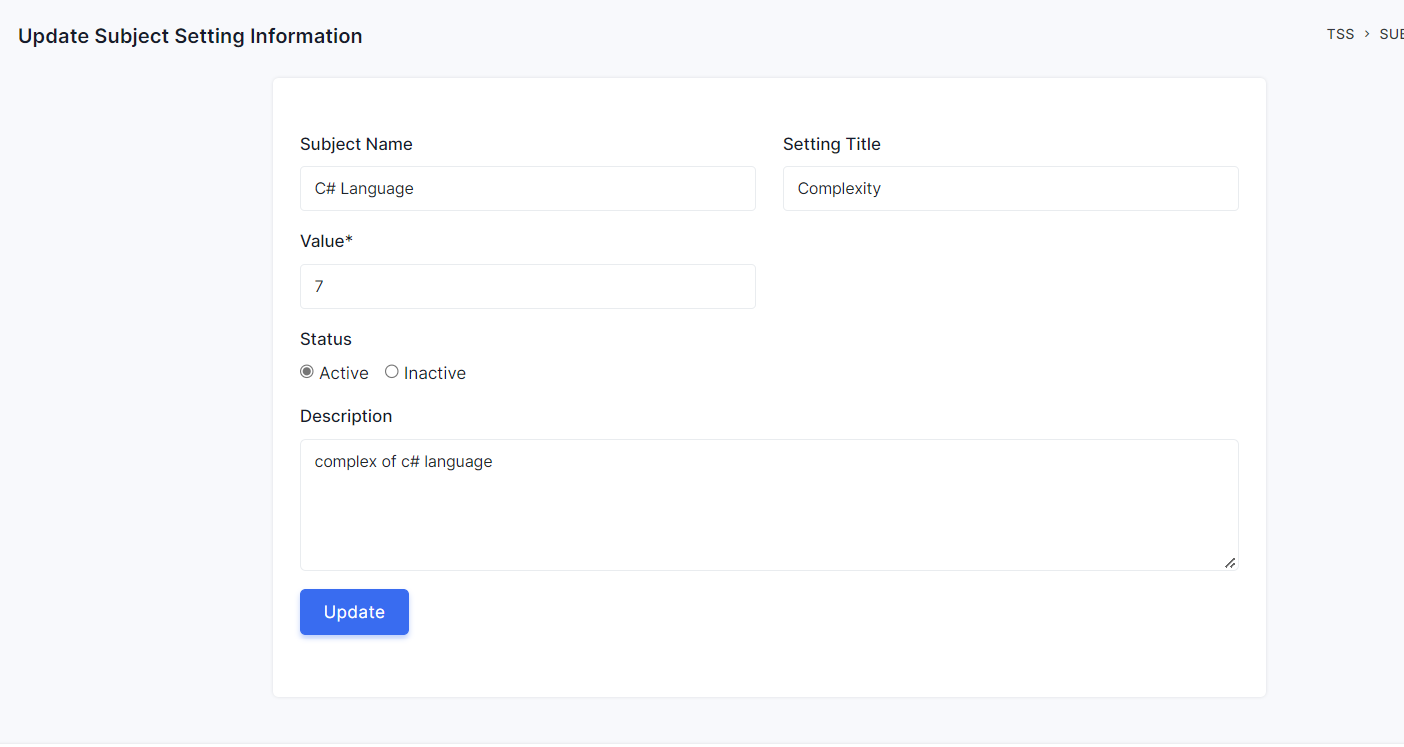 Update Subject Setting Information
TSS > SUB
Subject Name
Setting Title
C# Language
Complexity
Value*
7
Status
Active
Inactive
Description
complex of c# language
Update